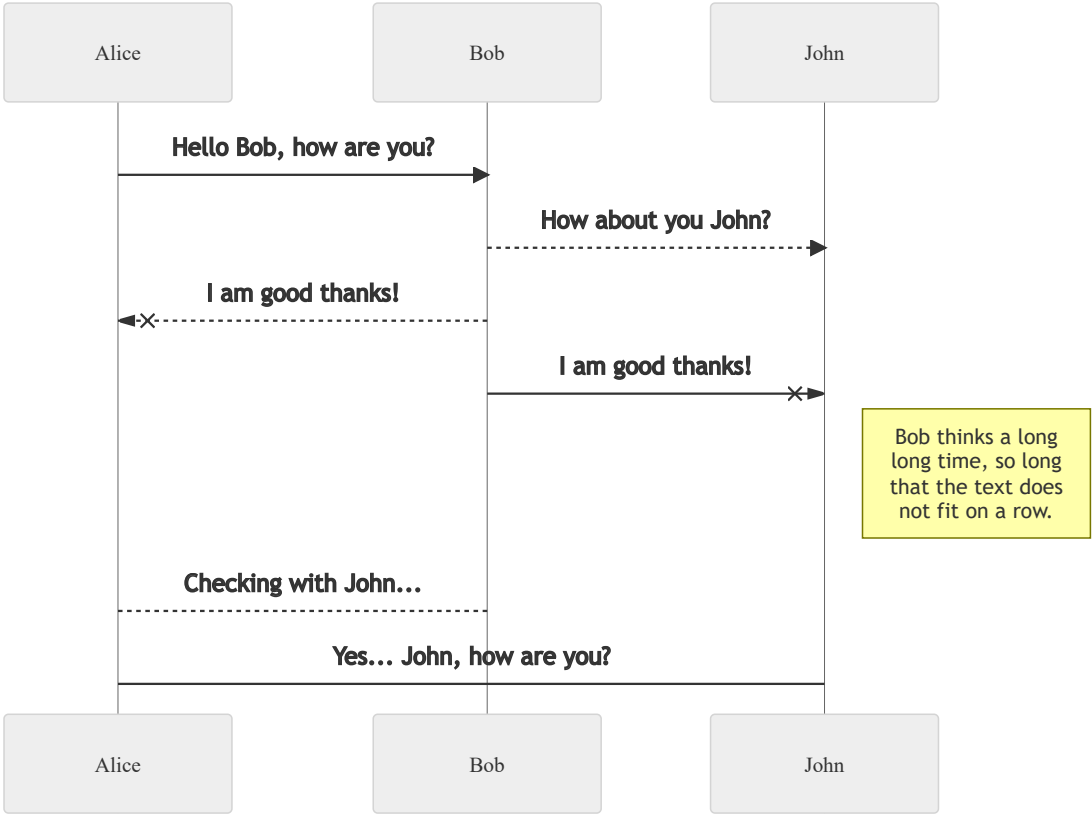 Alice
Bob
John
Hello Bob, how are you?
How about you John?
I am good thanks!
I am good thanks!
Bob thinks a long
long time, so long
that the text does
not fit on a row.
Checking with John...
Yes... John, how are you?
Alice
Bob
John